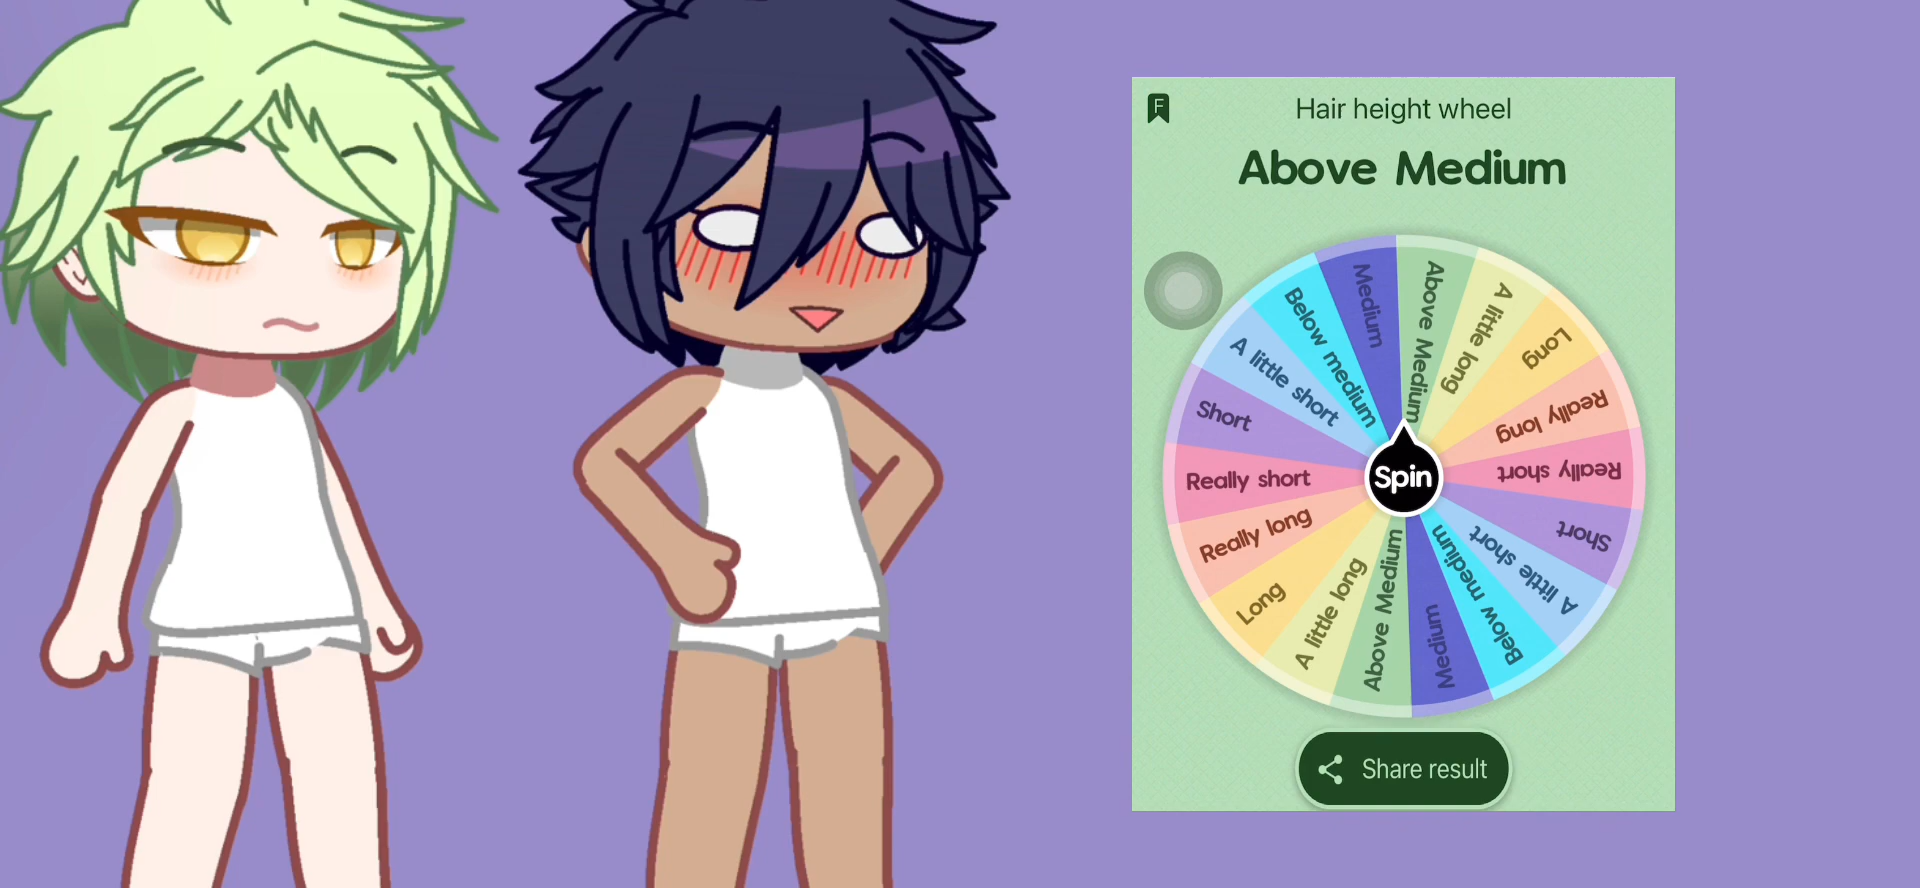 F
Hair height wheel
Above Medium
Above Medium
A little long
Long
Really long
Really short
Short
A little short
Below medium
Medium
Above Medium
A little long
Long
Really long
Really short
Short
A little short
Below medium
Medium
Spin
Share result